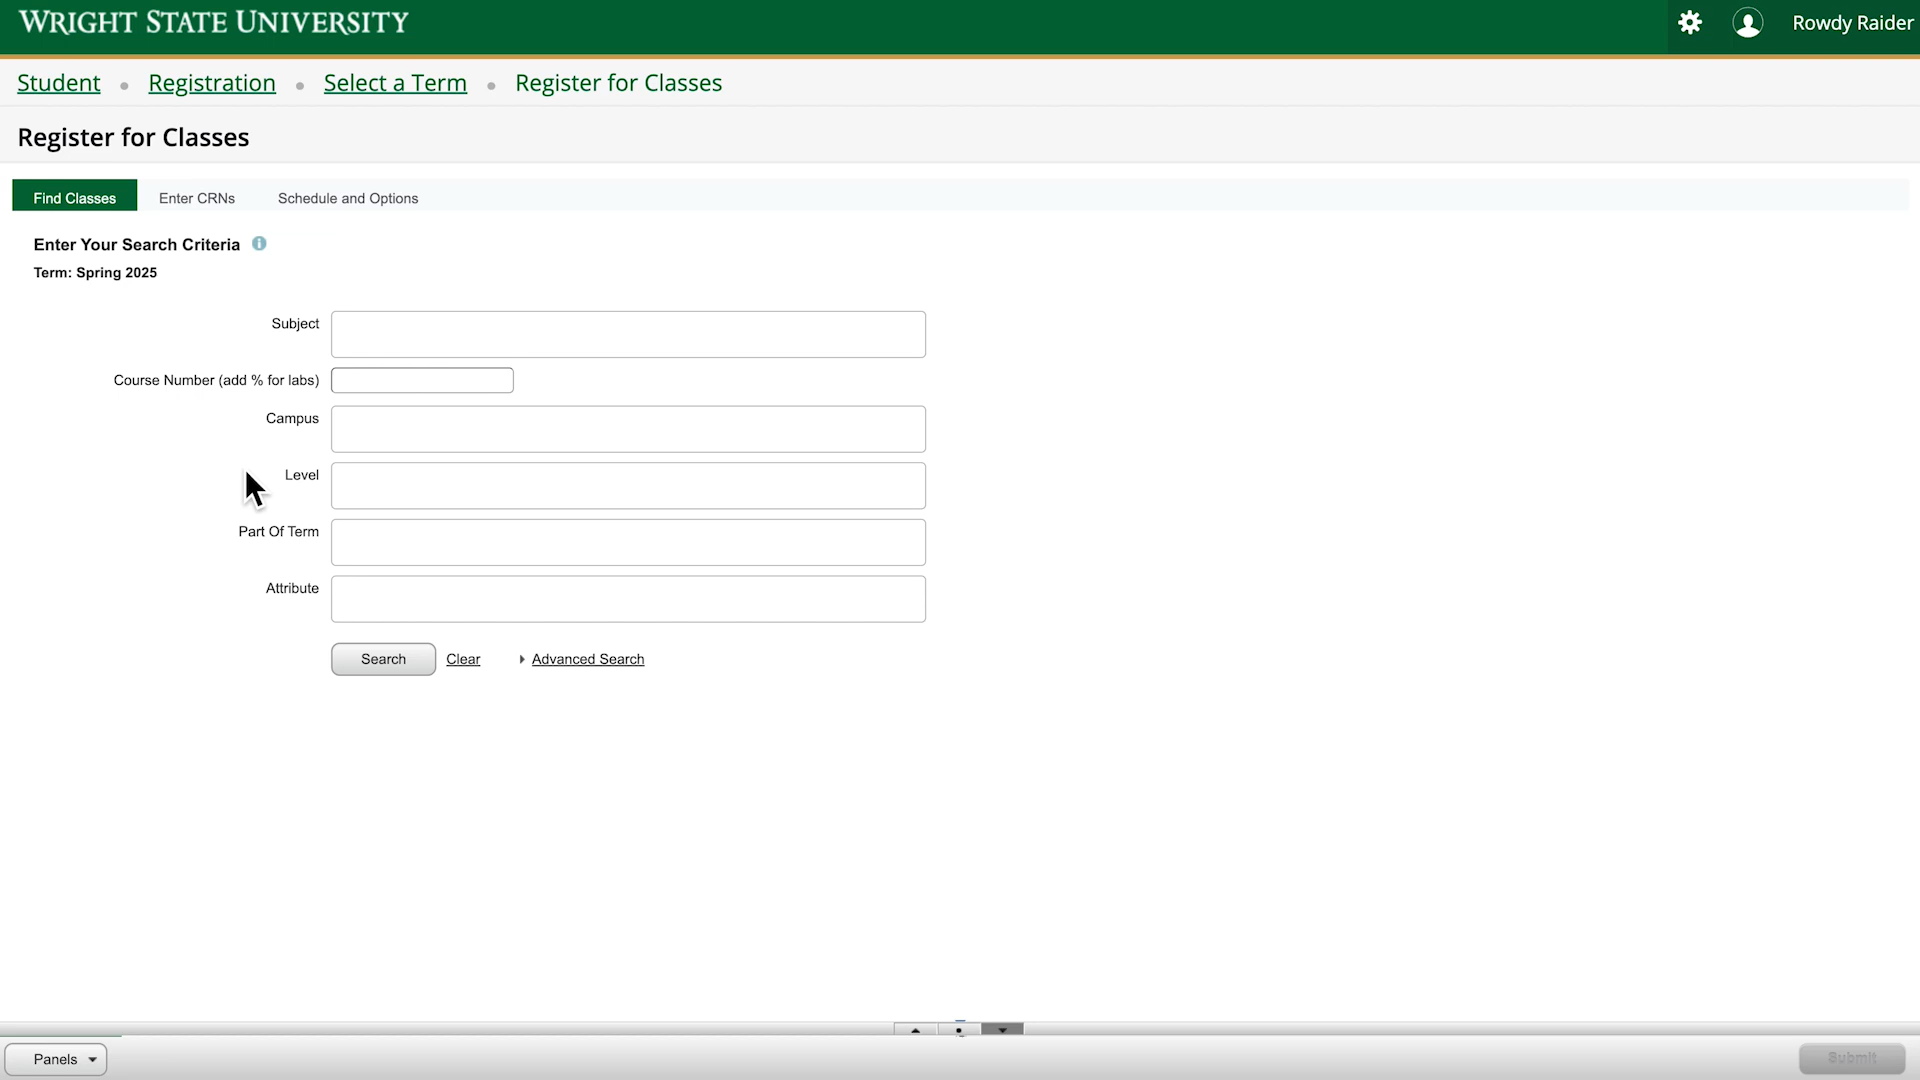 WRIGHT STATE UNIVERSITY
Rowdy Raider
Student • Registration • Select a Term • Register for Classes
Register for Classes
Find Classes Enter CRNs Schedule and Options
Enter Your Search Criteria
Term: Spring 2025
Subject
Course Number (add % for labs)
Campus
Level
Part Of Term
Attribute
Search Clear Advanced Search
Panels
Submit